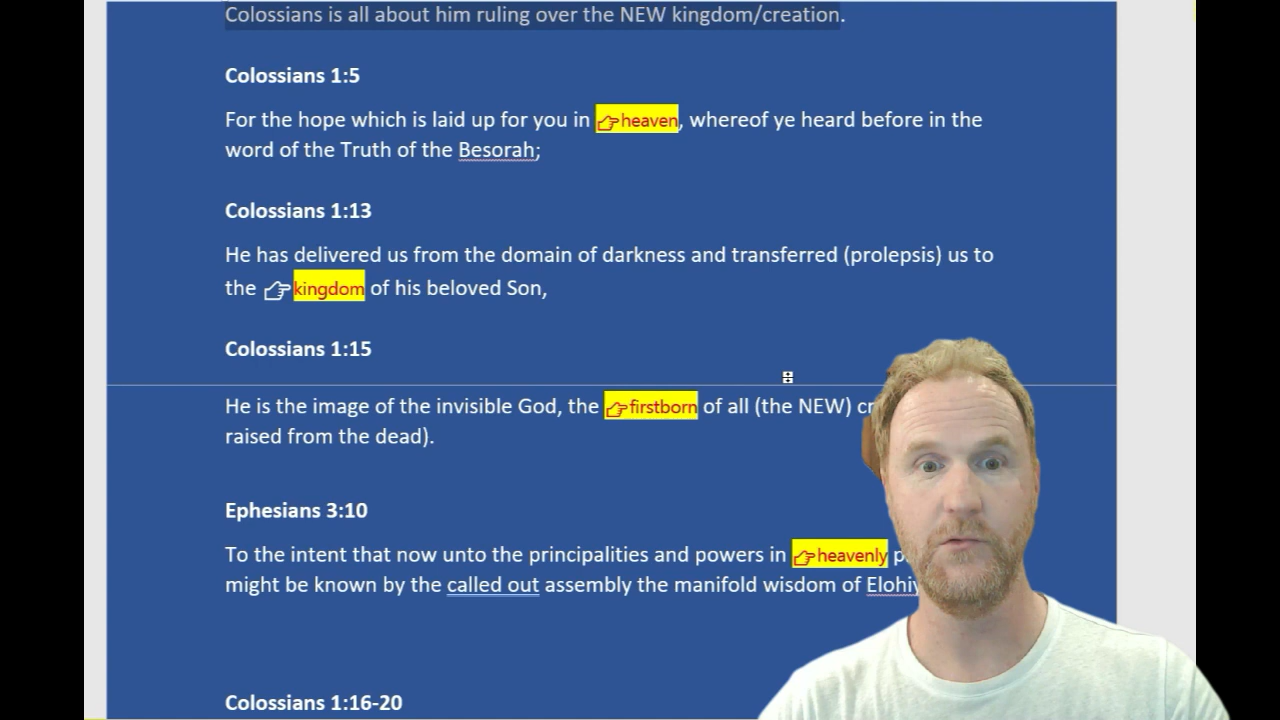 Colossians is all about him ruling over the NEW kingdom/creation.
Colossians 1:5
For the hope which is laid up for you in 👉heaven, whereof ye heard before in the
word of the Truth of the Besorah;
Colossians 1:13
He has delivered us from the domain of darkness and transferred (prolepsis) us to
the 👉kingdom of his beloved Son,
Colossians 1:15
He is the image of the invisible God, the 👉firstborn of all (the NEW)
raised from the dead).
Ephesians 3:10
To the intent that now unto the principalities and powers in 👉heavenly
might be known by the called out assembly the manifold wisdom of
Colossians 1:16-20